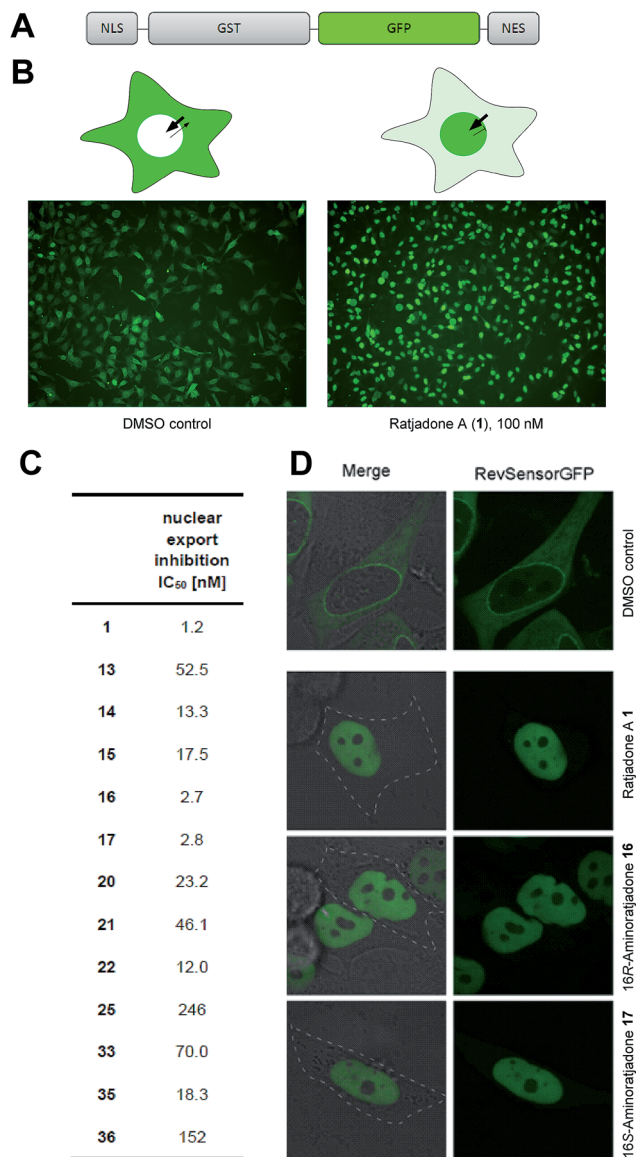 A
NLS GST GFP NES
B
DMSO control
Ratjadone A (1), 100 nM
C
nuclear
export
inhibition
IC₅₀ [nM]
1 1.2
13 52.5
14 13.3
15 17.5
16 2.7
17 2.8
20 23.2
21 46.1
22 12.0
25 246
33 70.0
35 18.3
36 152
D
Merge RevSensorGFP
DMSO control
Ratjadone A 1
16R-Aminoratjadone 16
16S-Aminoratjadone 17